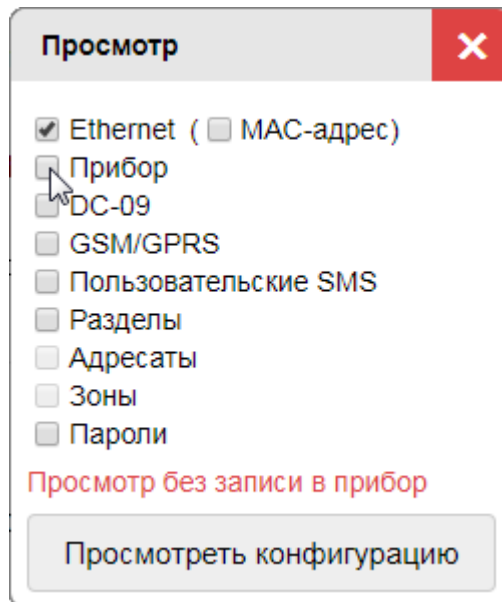 Просмотр
Ethernet ( MAC-адрес)
Прибор
DC-09
GSM/GPRS
Пользовательские SMS
Разделы
Адресаты
Зоны
Пароли
Просмотр без записи в прибор
Просмотреть конфигурацию